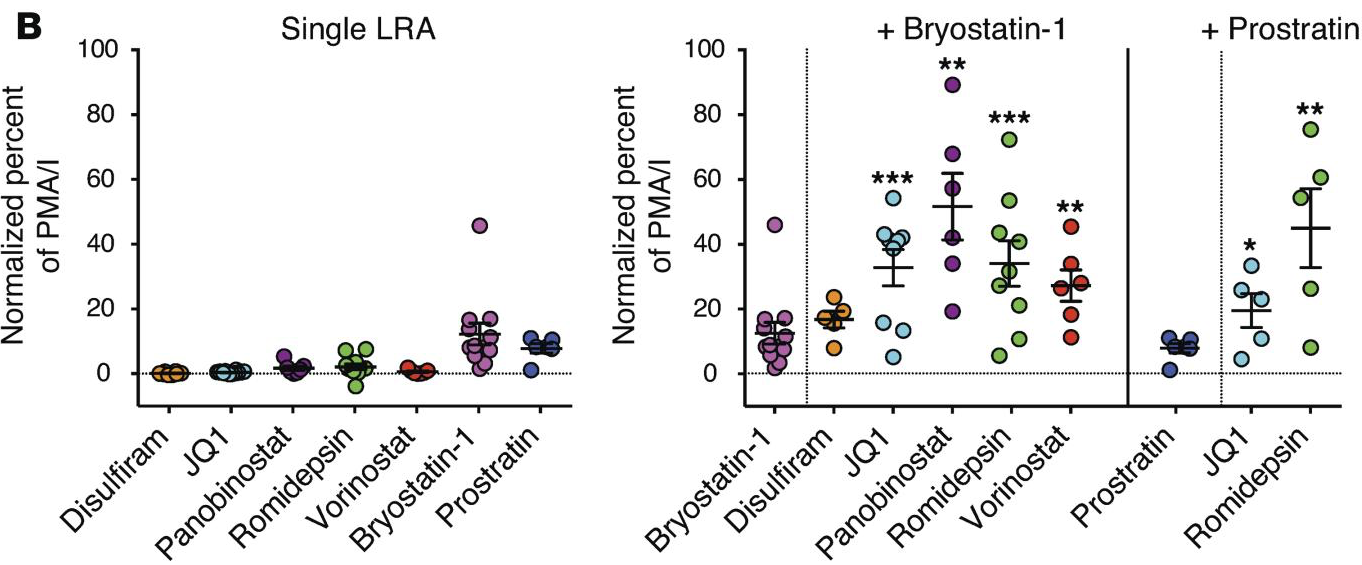 B
Single LRA
Normalized percent
of PMA/I
100
80
60
40
20
0
Disulfiram
JQ1
Panobinostat
Romidepsin
Vorinostat
Bryostatin-1
Prostratin
+ Bryostatin-1
+ Prostratin
Normalized percent
of PMA/I
100
80
60
40
20
0
***
**
***
**
*
**
Bryostatin-1
Disulfiram
JQ1
Panobinostat
Romidepsin
Vorinostat
Prostratin
JQ1
Romidepsin